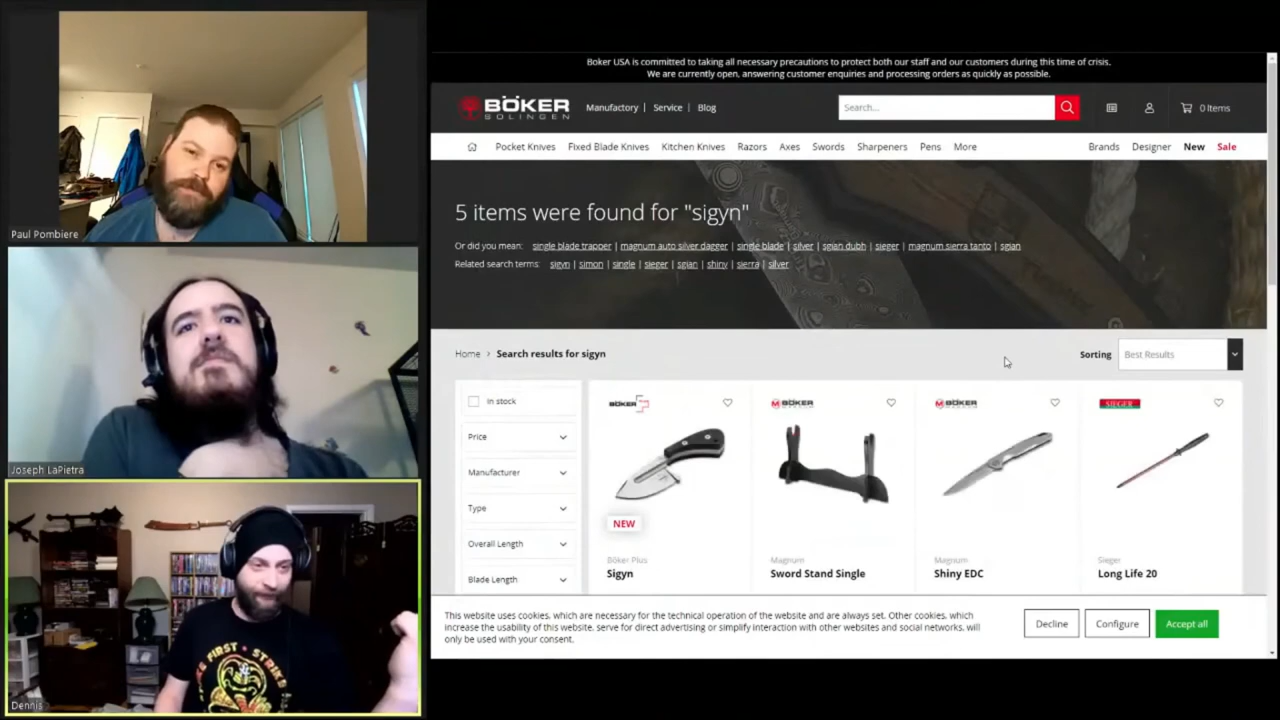 Paul Pombiere
Joseph LaPietra
KE FIRST • STRIK
Dennis
Boker USA is committed to taking all necessary precautions to protect both our staff and our customers during this time of crisis.
We are currently open, answering customer enquiries and processing orders as quickly as possible.
BÖKER
SOLINGEN
Manufactory | Service | Blog
Search...
0 Items
Pocket Knives Fixed Blade Knives Kitchen Knives Razors Axes Swords Sharpeners Pens More Brands Designer New Sale
5 items were found for "sigyn"
Or did you mean: single blade trapper | magnum auto silver dagger | single blade | silver | sgian dubh | sieger | magnum sierra tanto | sgian
Related search terms: sigyn | simon | single | sieger | sgian | shiny | sierra | silver
Home > Search results for sigyn
Sorting Best Results
In stock
Price
Manufacturer
Type
Overall Length
Blade Length
BÖKER
NEW
Böker Plus
Sigyn
BÖKER
Magnum
Sword Stand Single
BÖKER
Magnum
Shiny EDC
SIEGER
Sieger
Long Life 20
This website uses cookies, which are necessary for the technical operation of the website and are always set. Other cookies, which
increase the usability of this website, serve for direct advertising or simplify interaction with other websites and social networks, will
only be used with your consent.
Decline
Configure
Accept all